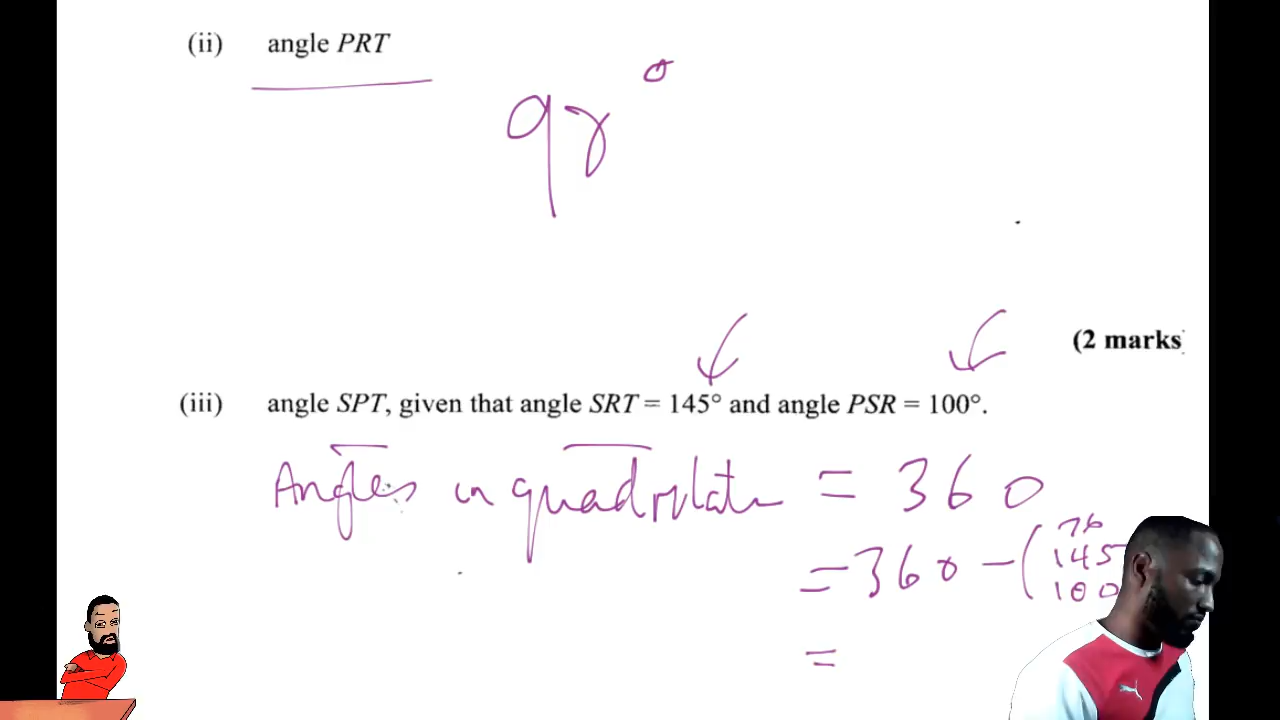 (ii) angle PRT
98°
(2 marks
(iii) angle SPT, given that angle SRT = 145° and angle PSR = 100°.
Angles in = 360
= 360 - ( 76
145
100
=